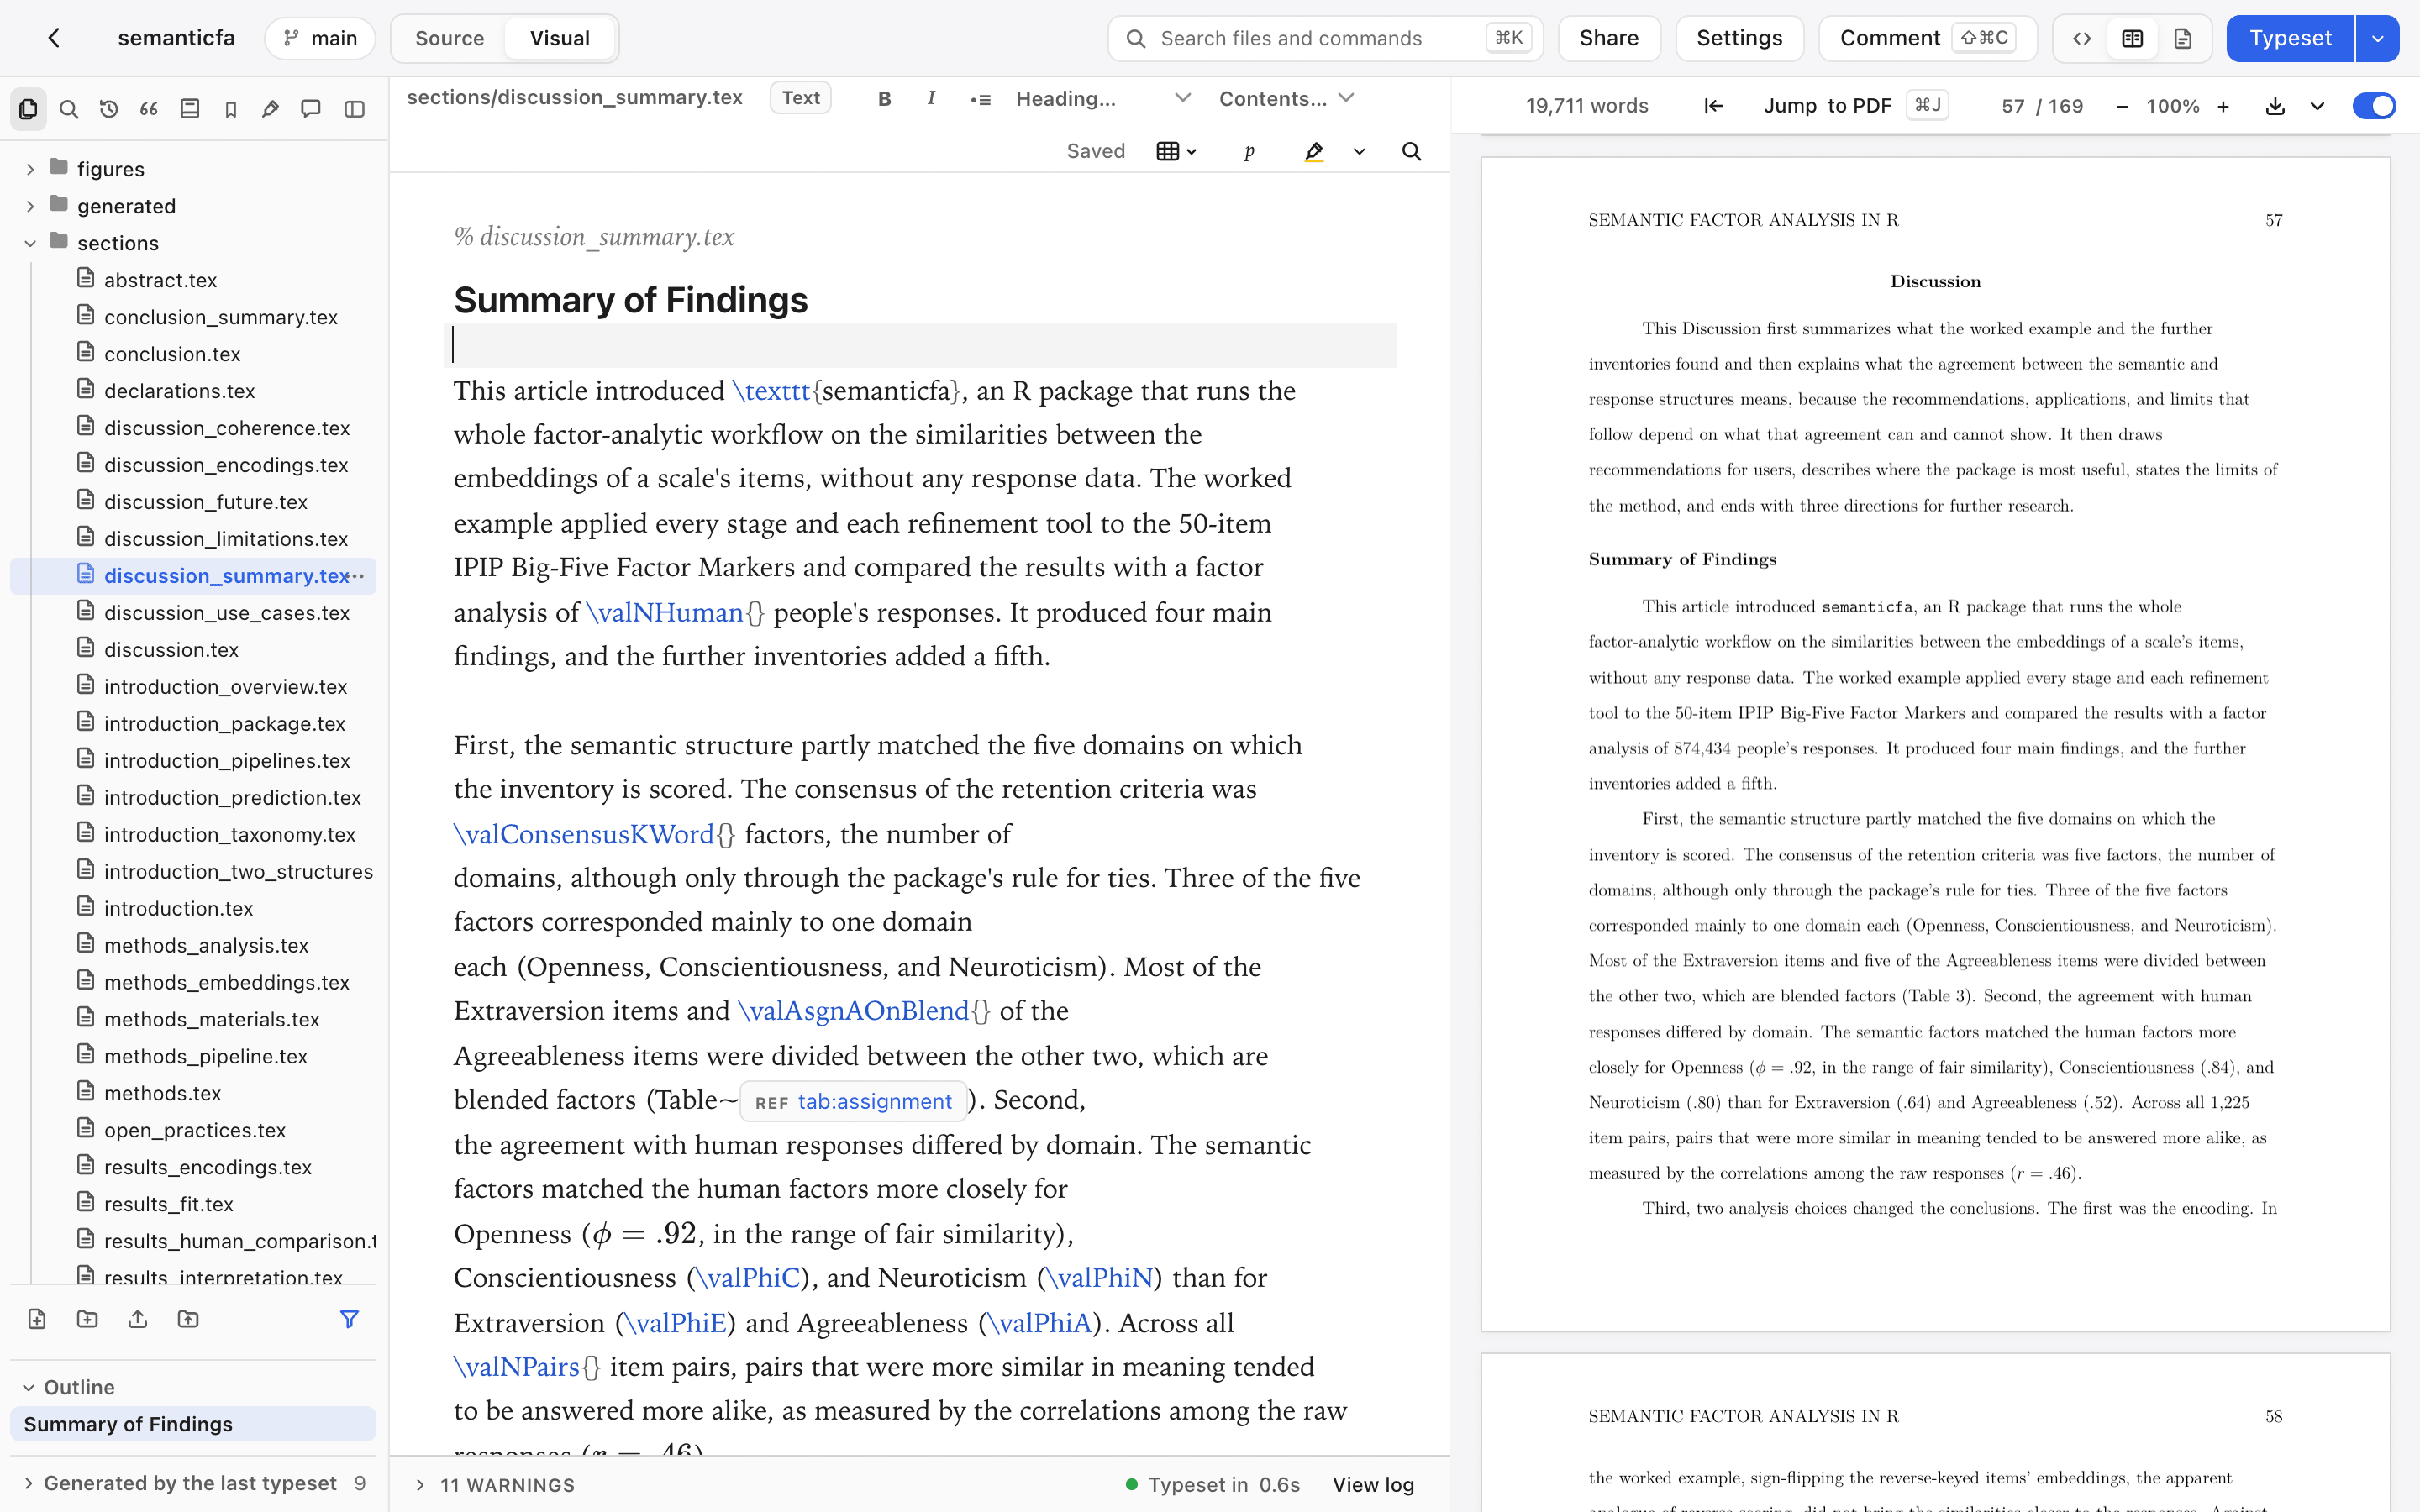 semanticfa
main
Source
Visual
Search files and commands
⌘K
Share
Settings
Comment ⇧⌘C
Typeset
figures
generated
sections
abstract.tex
conclusion_summary.tex
conclusion.tex
declarations.tex
discussion_coherence.tex
discussion_encodings.tex
discussion_future.tex
discussion_limitations.tex
discussion_summary.tex
discussion_use_cases.tex
discussion.tex
introduction_overview.tex
introduction_package.tex
introduction_pipelines.tex
introduction_prediction.tex
introduction_taxonomy.tex
introduction_two_structures.
introduction.tex
methods_analysis.tex
methods_embeddings.tex
methods_materials.tex
methods_pipeline.tex
methods.tex
open_practices.tex
results_encodings.tex
results_fit.tex
results_human_comparison.t
results_interpretation.tex
Outline
Summary of Findings
Generated by the last typeset 9
sections/discussion_summary.tex
Text
B
I
Heading...
Contents...
Saved
p
% discussion_summary.tex
Summary of Findings
This article introduced \texttt{semanticfa}, an R package that runs the
whole factor-analytic workflow on the similarities between the
embeddings of a scale's items, without any response data. The worked
example applied every stage and each refinement tool to the 50-item
IPIP Big-Five Factor Markers and compared the results with a factor
analysis of \valNHuman{} people's responses. It produced four main
findings, and the further inventories added a fifth.
First, the semantic structure partly matched the five domains on which
the inventory is scored. The consensus of the retention criteria was
\valConsensusKWord{} factors, the number of
domains, although only through the package's rule for ties. Three of the five
factors corresponded mainly to one domain
each (Openness, Conscientiousness, and Neuroticism). Most of the
Extraversion items and \valAsgnAOnBlend{} of the
Agreeableness items were divided between the other two, which are
blended factors (Table~ REF tab:assignment ). Second,
the agreement with human responses differed by domain. The semantic
factors matched the human factors more closely for
Openness (ϕ = .92, in the range of fair similarity),
Conscientiousness (\valPhiC), and Neuroticism (\valPhiN) than for
Extraversion (\valPhiE) and Agreeableness (\valPhiA). Across all
\valNPairs{} item pairs, pairs that were more similar in meaning tended
to be answered more alike, as measured by the correlations among the raw
responses (r = .46).
11 WARNINGS
Typeset in 0.6s
View log
19,711 words
Jump to PDF ⌘J
57 / 169
− 100% +
SEMANTIC FACTOR ANALYSIS IN R 57
Discussion
This Discussion first summarizes what the worked example and the further
inventories found and then explains what the agreement between the semantic and
response structures means, because the recommendations, applications, and limits that
follow depend on what that agreement can and cannot show. It then draws
recommendations for users, describes where the package is most useful, states the limits of
the method, and ends with three directions for further research.
Summary of Findings
This article introduced semanticfa, an R package that runs the whole
factor-analytic workflow on the similarities between the embeddings of a scale's items,
without any response data. The worked example applied every stage and each refinement
tool to the 50-item IPIP Big-Five Factor Markers and compared the results with a factor
analysis of 874,434 people's responses. It produced four main findings, and the further
inventories added a fifth.
First, the semantic structure partly matched the five domains on which the
inventory is scored. The consensus of the retention criteria was five factors, the number of
domains, although only through the package's rule for ties. Three of the five factors
corresponded mainly to one domain each (Openness, Conscientiousness, and Neuroticism).
Most of the Extraversion items and five of the Agreeableness items were divided between
the other two, which are blended factors (Table 3). Second, the agreement with human
responses differed by domain. The semantic factors matched the human factors more
closely for Openness (ϕ = .92, in the range of fair similarity), Conscientiousness (.84), and
Neuroticism (.80) than for Extraversion (.64) and Agreeableness (.52). Across all 1,225
item pairs, pairs that were more similar in meaning tended to be answered more alike, as
measured by the correlations among the raw responses (r = .46).
Third, two analysis choices changed the conclusions. The first was the encoding. In
SEMANTIC FACTOR ANALYSIS IN R 58
the worked example, sign-flipping the reverse-keyed items' embeddings, the apparent